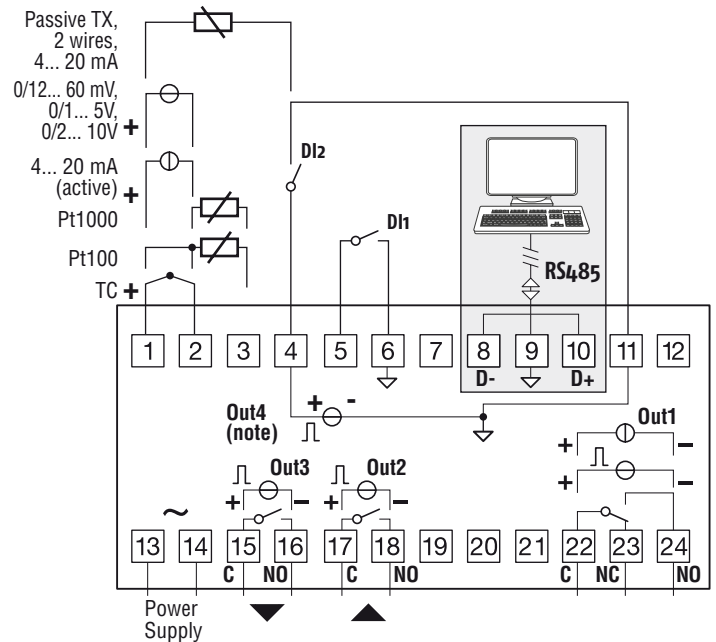 Passive TX,
2 wires,
4... 20 mA
0/12... 60 mV,
0/1... 5V,
0/2... 10V +
4... 20 mA
(active) +
Pt1000
Pt100
TC +
DI2
DI1
RS485
1 2 3 4 5 6 7 8 9 10 11 12
D- D+
Out4
(note)
+ -
Out1
+ −
+ −
Out3
+ −
Out2
+ −
~
13 14 15 16 17 18 19 20 21 22 23 24
C NO C NO C NC NO
Power
Supply